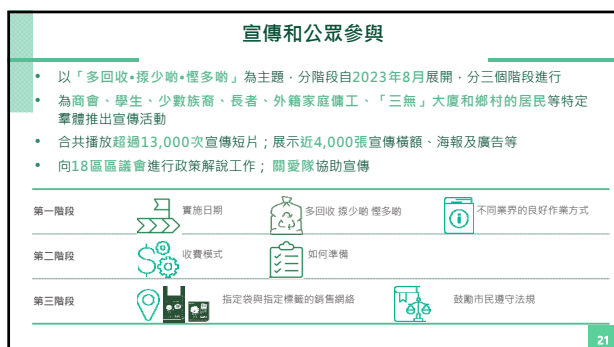 宣傳和公眾參與
• 以「多回收•揼少啲•慳多啲」為主題，分階段自2023年8月展開，分三個階段進行
• 為商會、學生、少數族裔、長者、外籍家庭傭工、「三無」大廈和鄉村的居民等特定
羣體推出宣傳活動
• 合共播放超過13,000次宣傳短片；展示近4,000張宣傳橫額、海報及廣告等
• 向18區區議會進行政策解說工作；關愛隊協助宣傳
第一階段 實施日期 多回收 揼少啲 慳多啲 不同業界的良好作業方式
第二階段 收費模式 如何準備
第三階段 指定袋與指定標籤的銷售網絡 鼓勵市民遵守法規
21